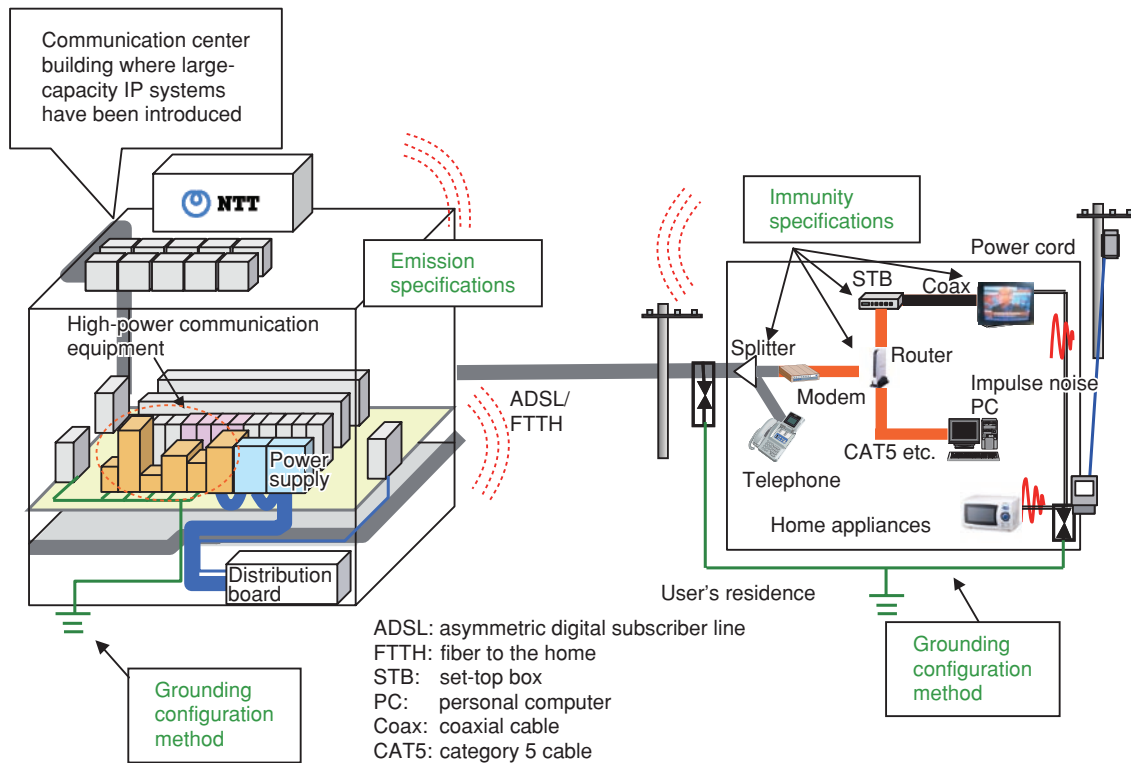 Communication center
building where large-
capacity IP systems
have been introduced
NTT
Emission
specifications
High-power communication
equipment
Power
supply
Distribution
board
Grounding
configuration
method
ADSL/
FTTH
Immunity
specifications
Power cord
STB
Coax
Splitter
Router
Modem
Impulse noise
PC
CAT5 etc.
Telephone
Home appliances
User's residence
Grounding
configuration
method
ADSL: asymmetric digital subscriber line
FTTH: fiber to the home
STB: set-top box
PC: personal computer
Coax: coaxial cable
CAT5: category 5 cable